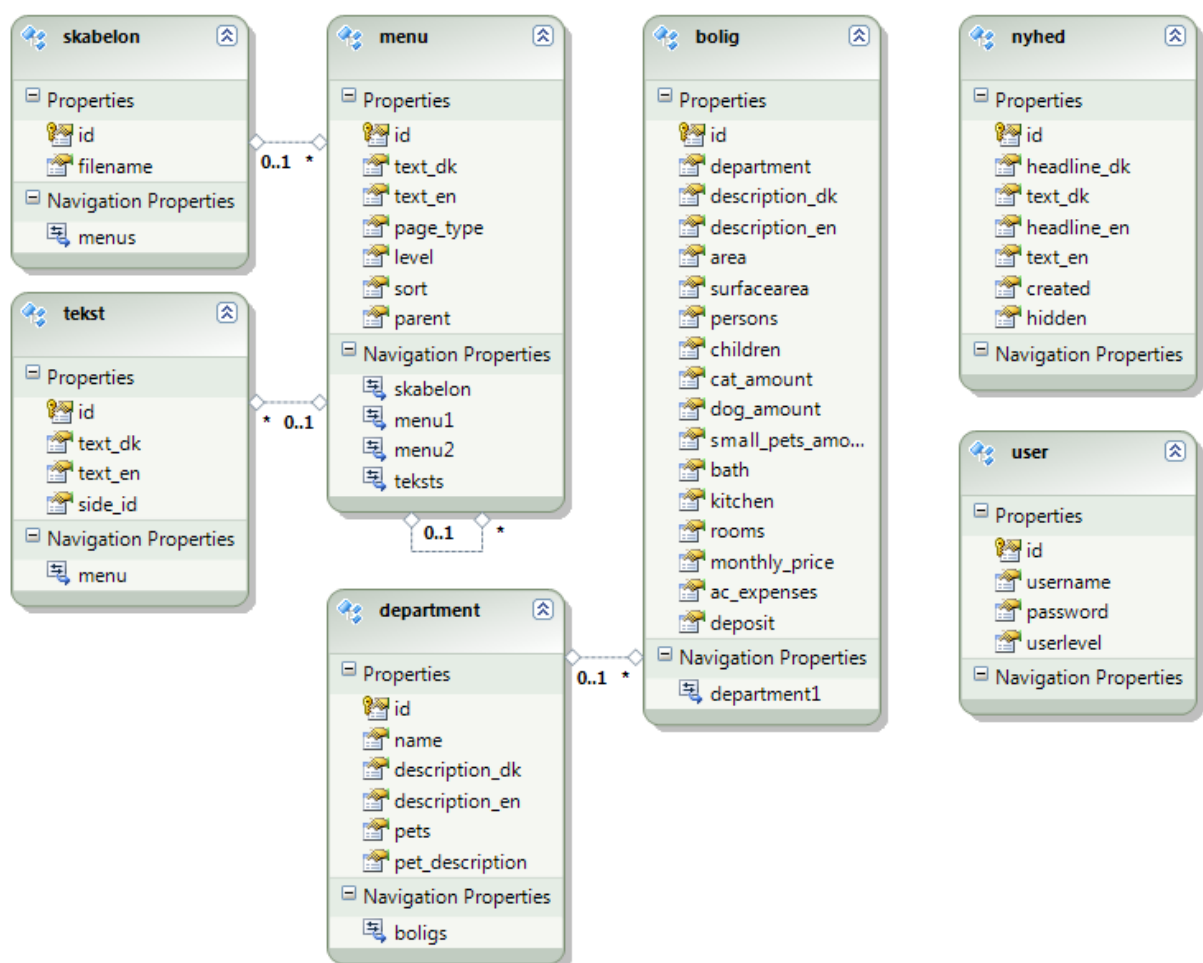 skabelon
Properties
id
filename
Navigation Properties
menus
0..1 *
tekst
Properties
id
text_dk
text_en
side_id
Navigation Properties
menu
* 0..1
menu
Properties
id
text_dk
text_en
page_type
level
sort
parent
Navigation Properties
skabelon
menu1
menu2
teksts
0..1 *
department
Properties
id
name
description_dk
description_en
pets
pet_description
Navigation Properties
boligs
0..1 *
bolig
Properties
id
department
description_dk
description_en
area
surfacearea
persons
children
cat_amount
dog_amount
small_pets_amo...
bath
kitchen
rooms
monthly_price
ac_expenses
deposit
Navigation Properties
department1
nyhed
Properties
id
headline_dk
text_dk
headline_en
text_en
created
hidden
Navigation Properties
user
Properties
id
username
password
userlevel
Navigation Properties